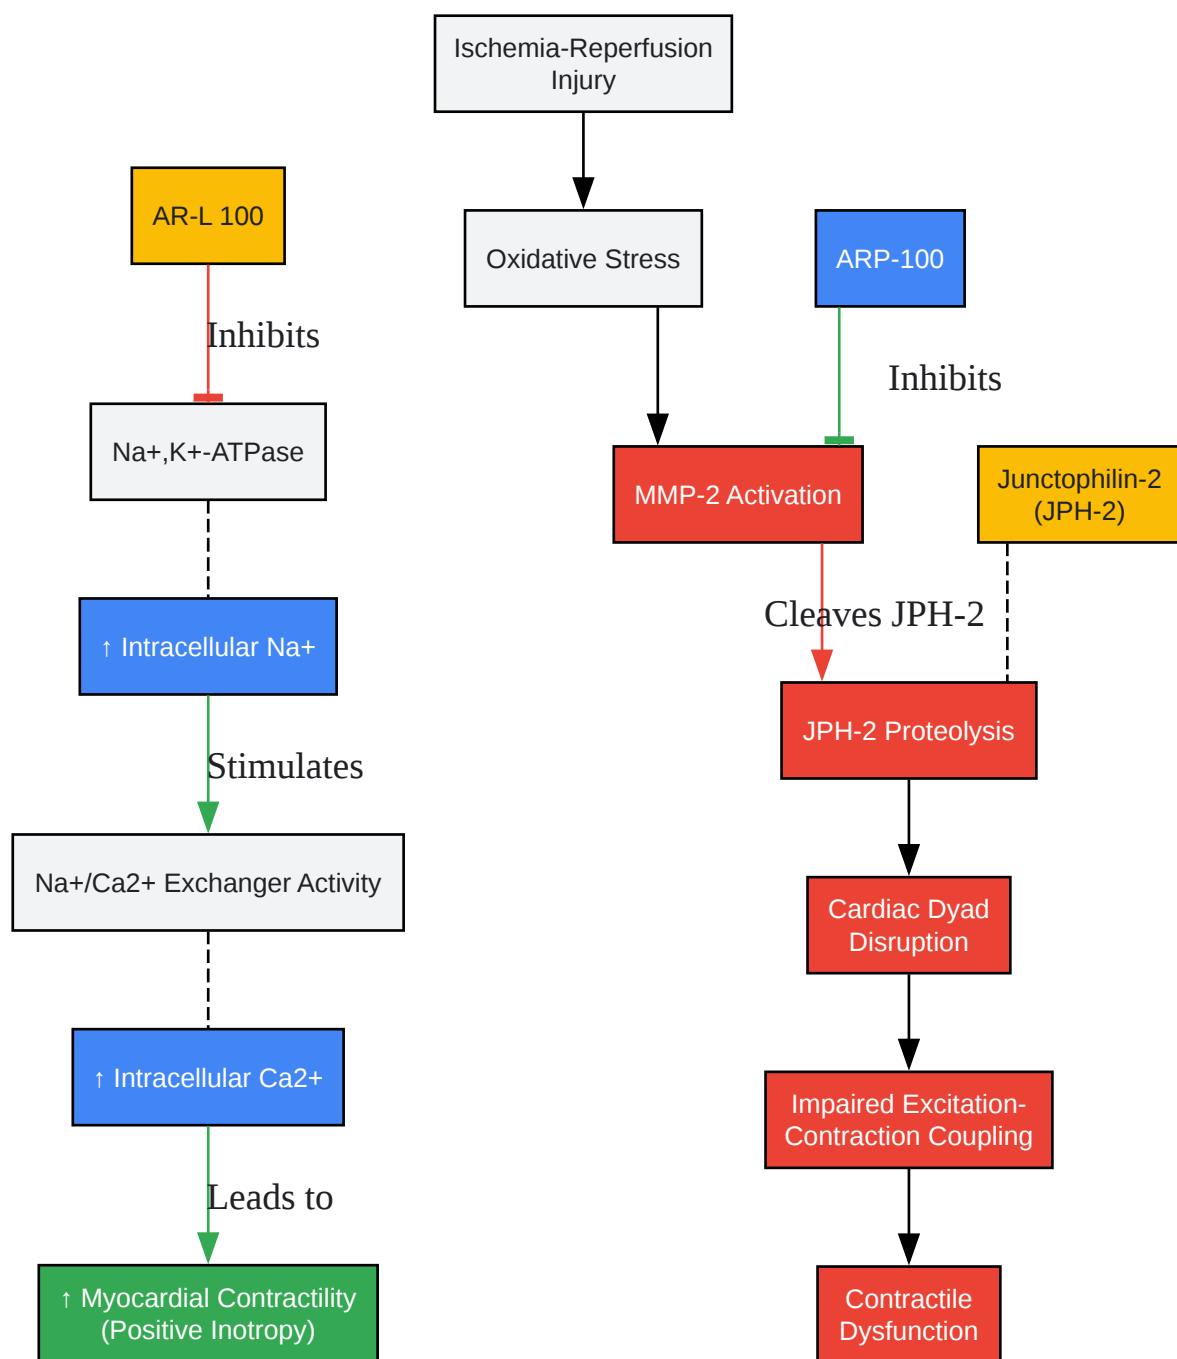 Ischemia-Reperfusion
Injury
AR-L 100
Oxidative Stress
ARP-100
Inhibits
Inhibits
Na+,K+-ATPase
MMP-2 Activation
Junctophilin-2
(JPH-2)
Cleaves JPH-2
↑ Intracellular Na+
JPH-2 Proteolysis
Stimulates
Na+/Ca2+ Exchanger Activity
Cardiac Dyad
Disruption
↑ Intracellular Ca2+
Impaired Excitation-
Contraction Coupling
Leads to
↑ Myocardial Contractility
(Positive Inotropy)
Contractile
Dysfunction